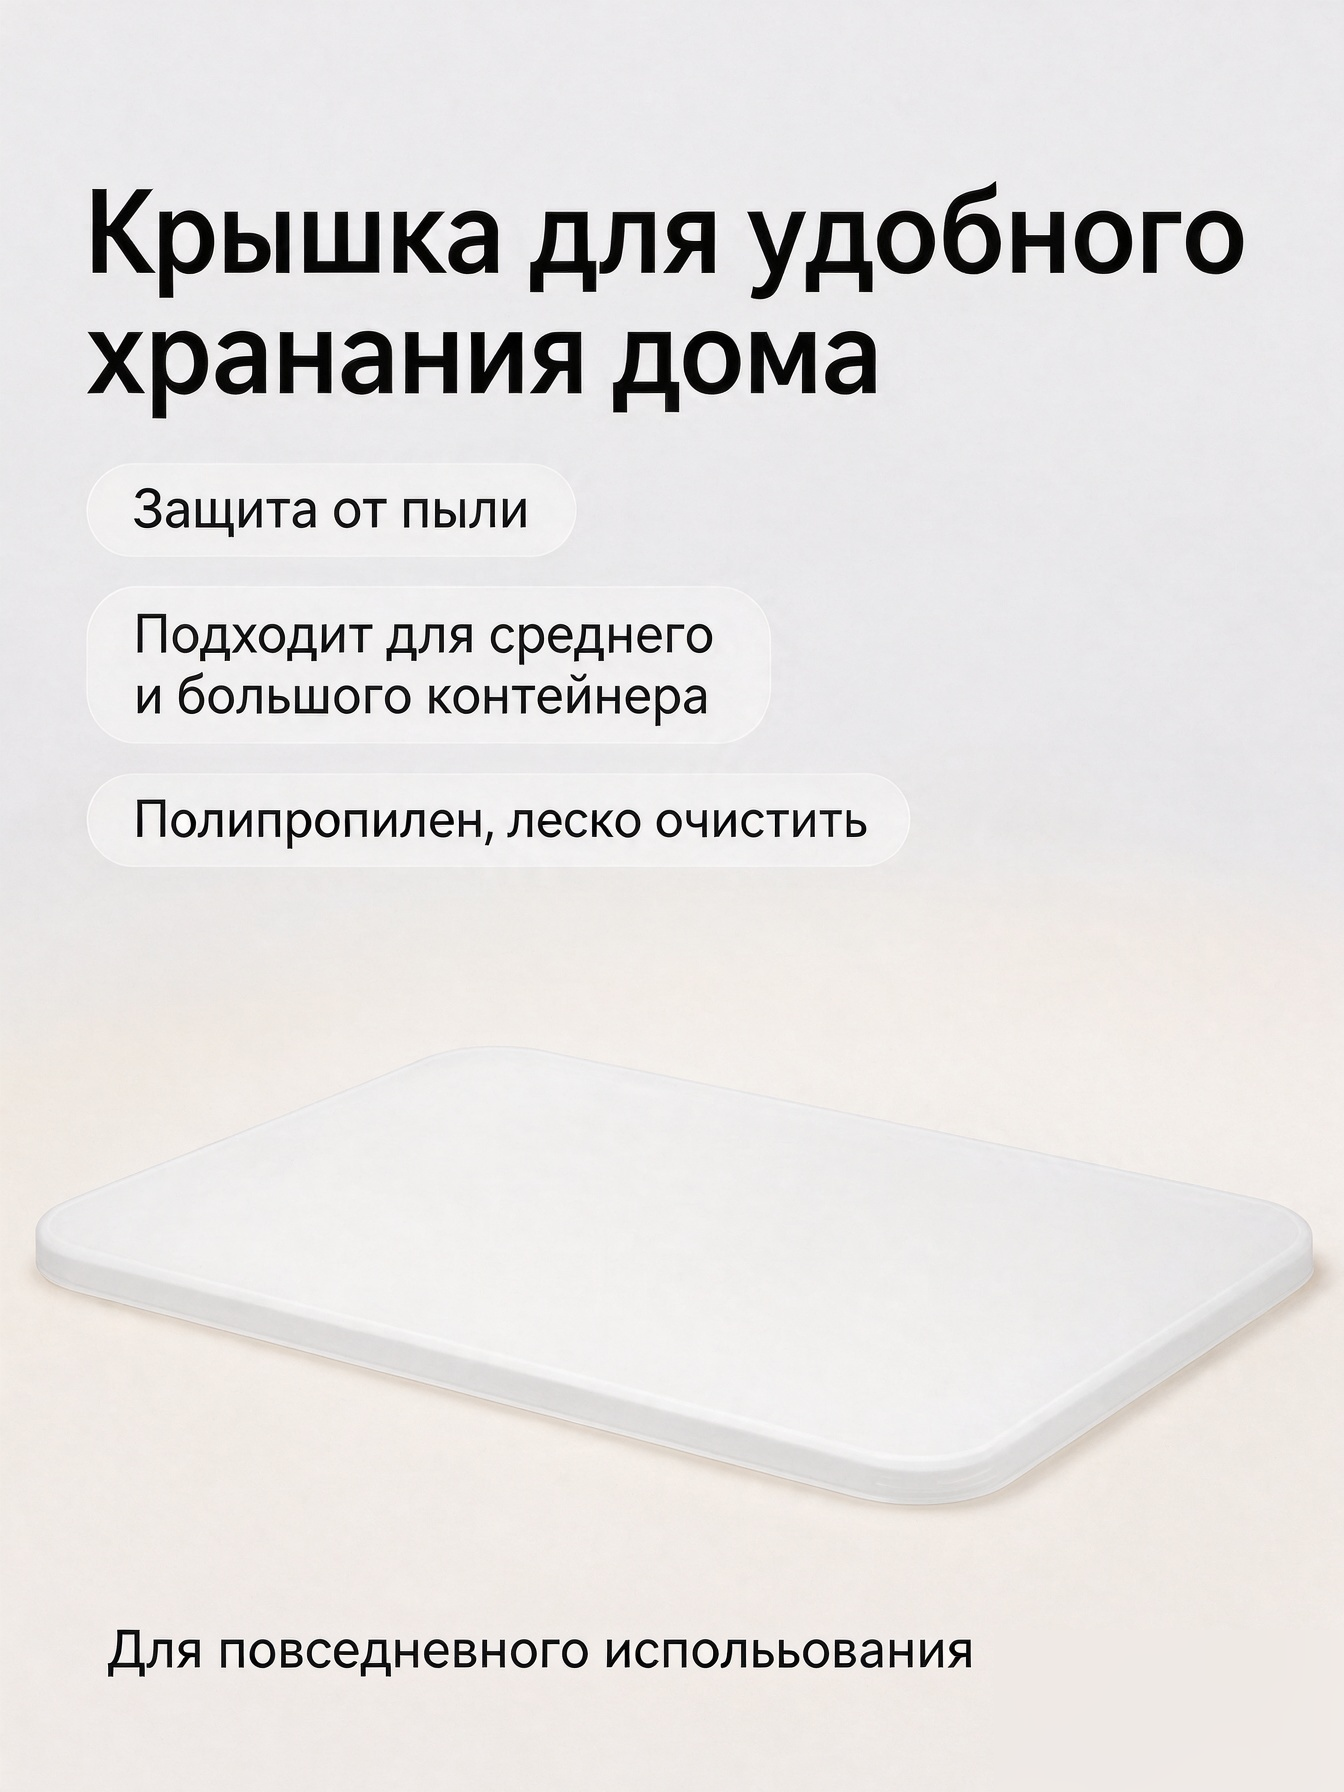 Крышка для удобного
хранания дома
Защита от пыли
Подходит для среднего
и большого контейнера
Полипропилен, леско очистить
Для повседневного исполььования